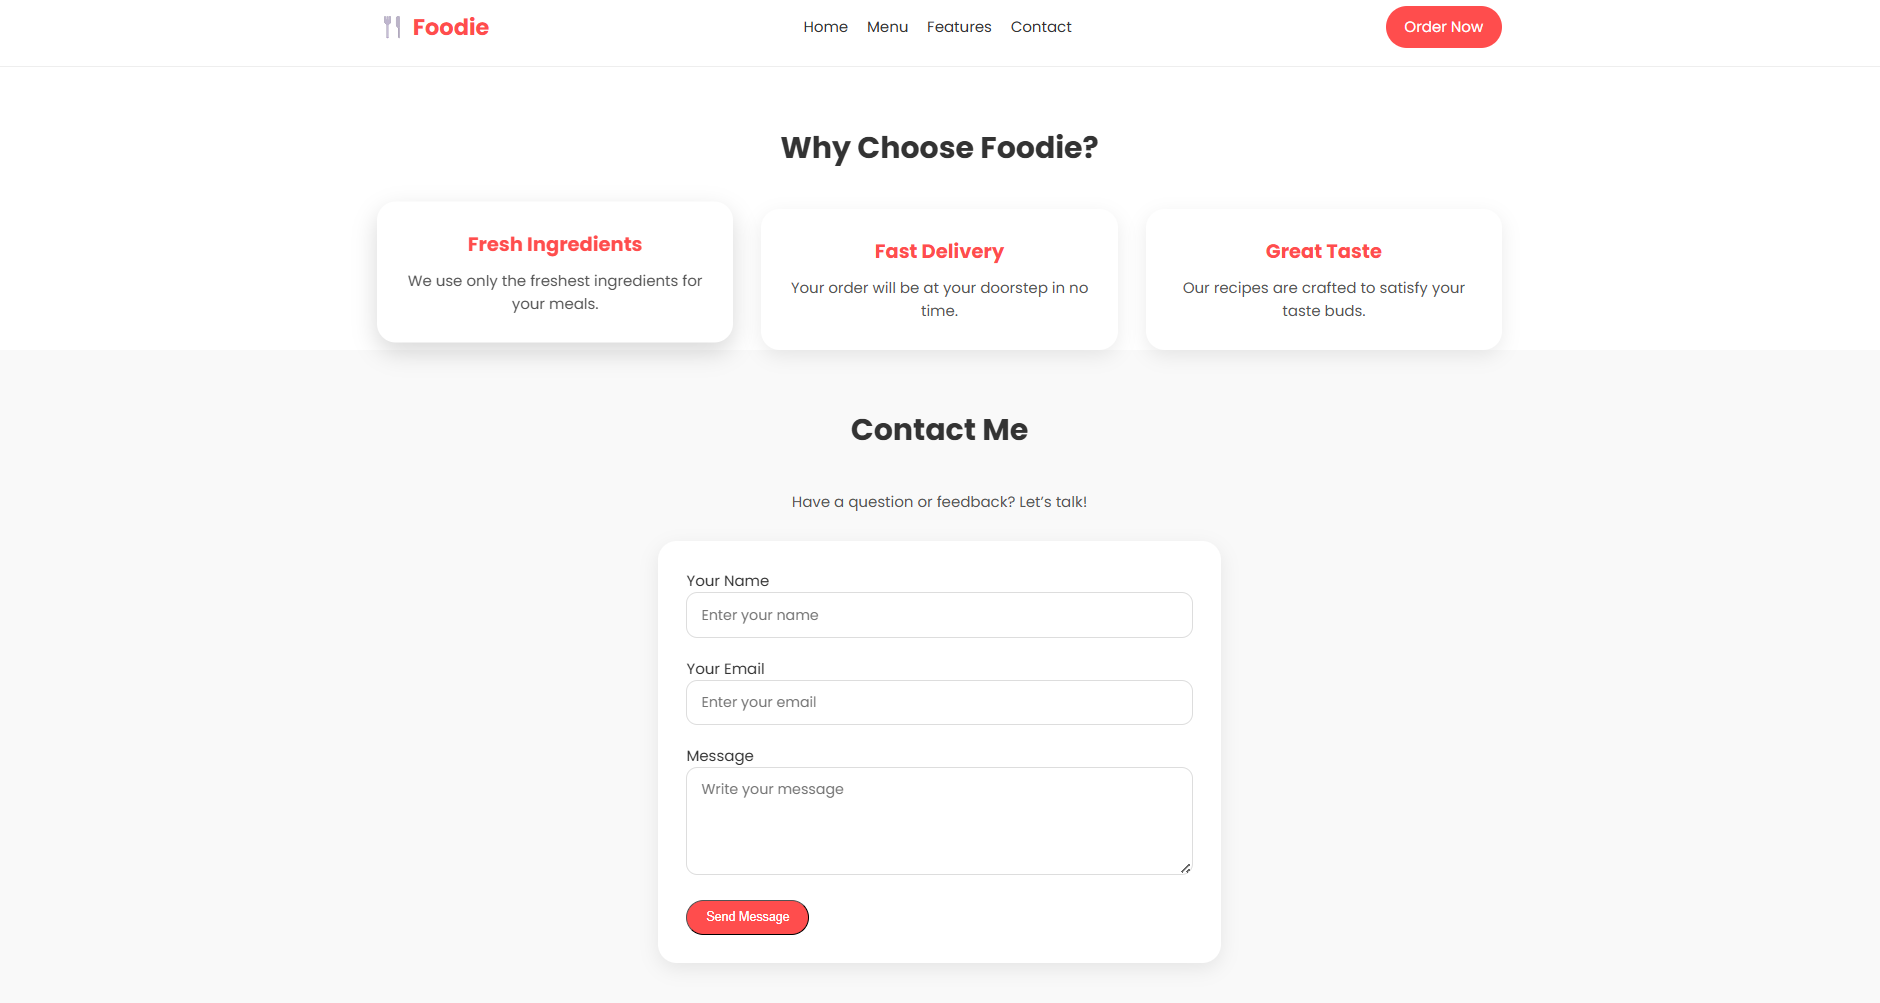 Foodie
Home Menu Features Contact
Order Now
Why Choose Foodie?
Fresh Ingredients
We use only the freshest ingredients for
your meals.
Fast Delivery
Your order will be at your doorstep in no
time.
Great Taste
Our recipes are crafted to satisfy your
taste buds.
Contact Me
Have a question or feedback? Let’s talk!
Your Name
Enter your name
Your Email
Enter your email
Message
Write your message
Send Message